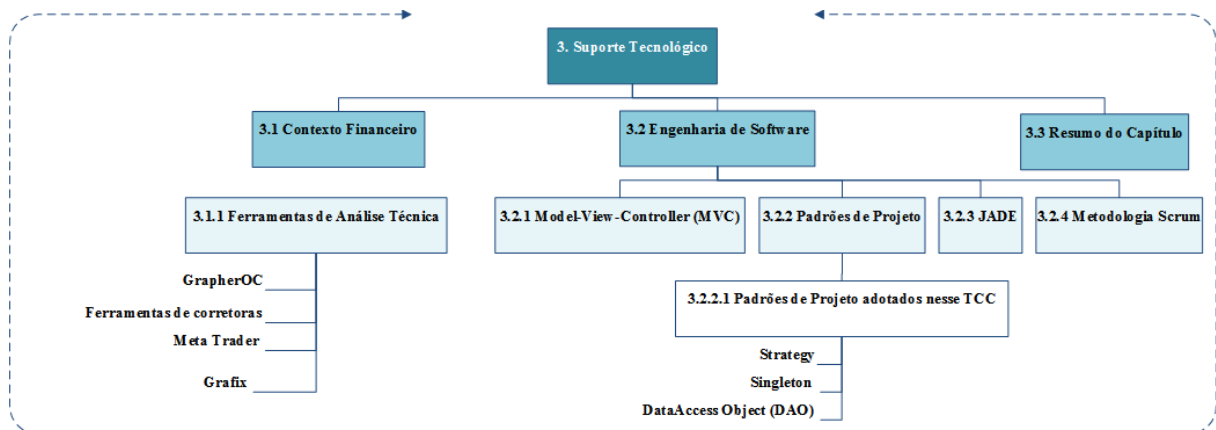 3. Suporte Tecnológico
3.1 Contexto Financeiro
3.2 Engenharia de Software
3.3 Resumo do Capítulo
3.1.1 Ferramentas de Análise Técnica
3.2.1 Model-View-Controller (MVC)
3.2.2 Padrões de Projeto
3.2.3 JADE
3.2.4 Metodologia Scrum
GrapherOC
Ferramentas de corretoras
Meta Trader
Grafix
3.2.2.1 Padrões de Projeto adotados nesse TCC
Strategy
Singleton
DataAccess Object (DAO)